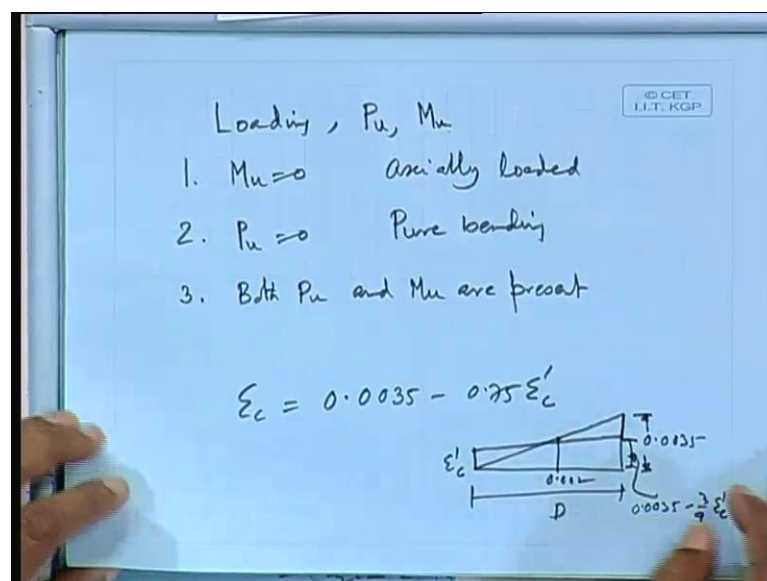 © CET
I.I.T. KGP
Loading, Pu, Mu
1. Mu=0 axially loaded
2. Pu=0 Pure bending
3. Both Pu and Mu are present
Ɛc = 0.0035 - 0.75 Ɛ'c
Ɛ'c
0.0035
0.002
D
0.0035 - 3/4 Ɛ'c